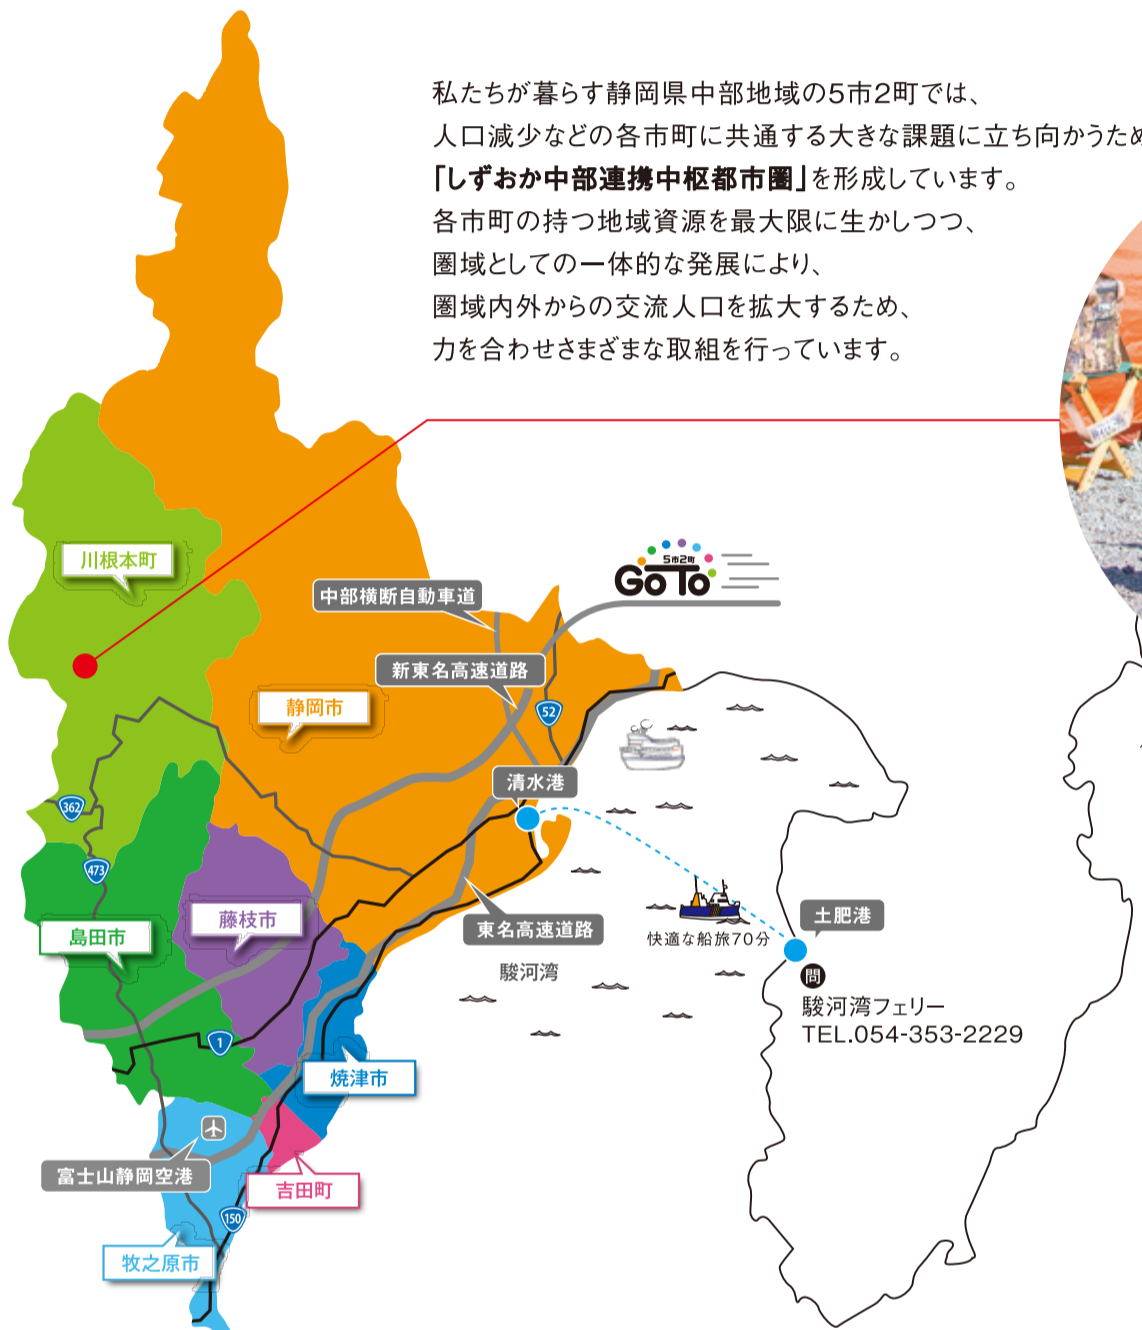 私たちが暮らす静岡県中部地域の5市2町では、
人口減少などの各市町に共通する大きな課題に立ち向かうため
「しずおか中部連携中枢都市圏」を形成しています。
各市町の持つ地域資源を最大限に生かしつつ、
圏域としての一体的な発展により、
圏域内外からの交流人口を拡大するため、
力を合わせさまざまな取組を行っています。
川根本町
5市2町
GoTo
中部横断自動車道
新東名高速道路
静岡市
52
清水港
362
473
藤枝市
島田市
東名高速道路
土肥港
快適な船旅70分
駿河湾
問
駿河湾フェリー
TEL.054-353-2229
1
焼津市
富士山静岡空港
吉田町
150
牧之原市